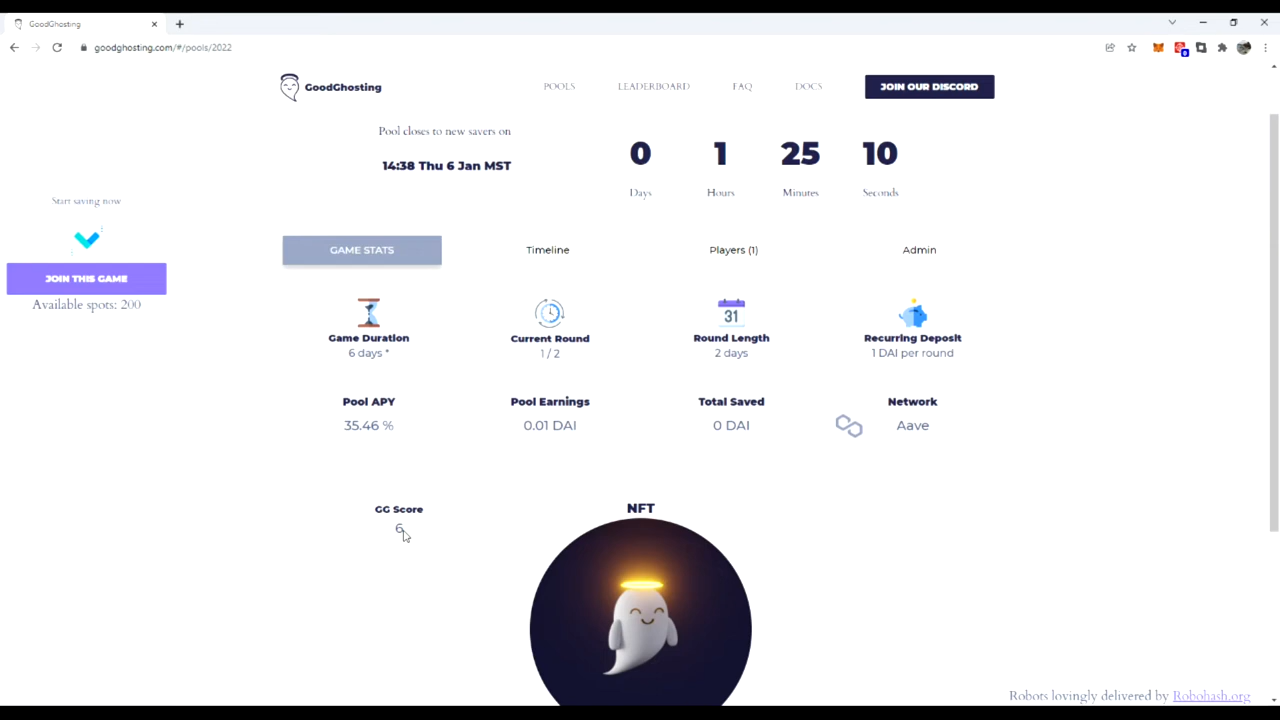 GoodGhosting
goodghosting.com/#/pools/2022
GoodGhosting
POOLS
LEADERBOARD
FAQ
DOCS
JOIN OUR DISCORD
Pool closes to new savers on
14:38 Thu 6 Jan MST
0
1
25
10
Days
Hours
Minutes
Seconds
Start saving now
JOIN THIS GAME
Available spots: 200
GAME STATS
Timeline
Players (1)
Admin
31
Game Duration
Current Round
Round Length
Recurring Deposit
6 days *
1 / 2
2 days
1 DAI per round
Pool APY
Pool Earnings
Total Saved
Network
35.46 %
0.01 DAI
0 DAI
Aave
GG Score
NFT
6
Robots lovingly delivered by Robohash.org